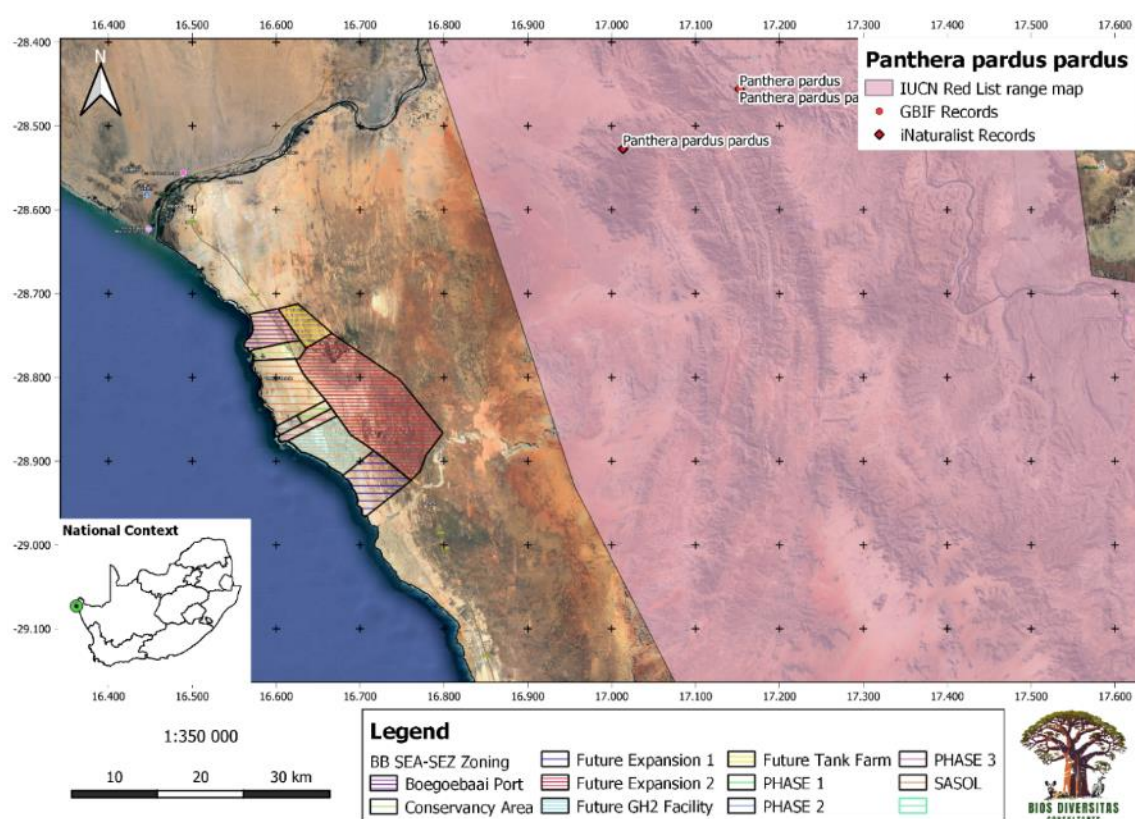 16.400 16.500 16.600 16.700 16.800 16.900 17.000 17.100 17.200 17.300 17.400 17.500 17.600
-28.400
N
Panthera pardus pardus
IUCN Red List range map
GBIF Records
iNaturalist Records
Panthera pardus
Panthera pardus pa
-28.500
Panthera pardus pardus
-28.600
-28.700
-28.800
-28.900
National Context
-29.000
-29.100
16.400 16.500 16.600 16.700 16.800 16.900 17.000 17.100 17.200 17.300 17.400 17.500 17.600
1:350 000
10 20 30 km
Legend
BB SEA-SEZ Zoning
Boegoebaai Port
Conservancy Area
Future Expansion 1
Future Expansion 2
Future GH2 Facility
Future Tank Farm
PHASE 1
PHASE 2
PHASE 3
SASOL
BIOS DIVERSITAS